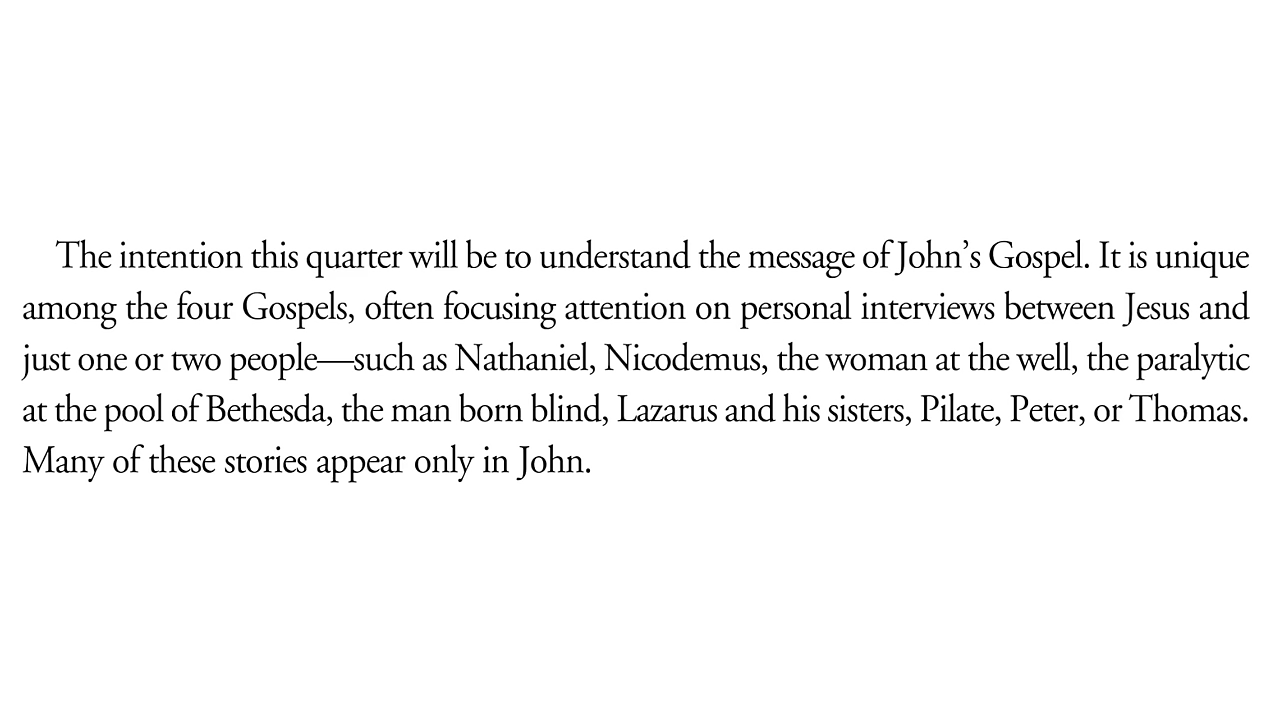 The intention this quarter will be to understand the message of John’s Gospel. It is unique
among the four Gospels, often focusing attention on personal interviews between Jesus and
just one or two people—such as Nathaniel, Nicodemus, the woman at the well, the paralytic
at the pool of Bethesda, the man born blind, Lazarus and his sisters, Pilate, Peter, or Thomas.
Many of these stories appear only in John.